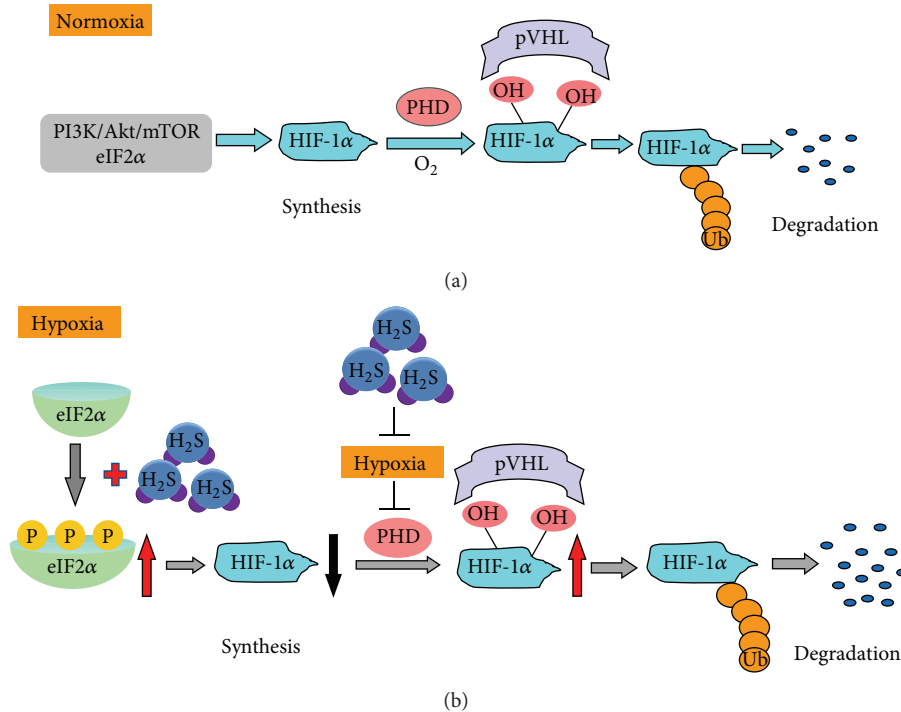 Normoxia
pVHL
OH OH
PHD
PI3K/Akt/mTOR
eIF2α
HIF-1α
HIF-1α
HIF-1α
O₂
Synthesis
Ub
Degradation
(a)
Hypoxia
H₂S
H₂S
H₂S
eIF2α
H₂S
H₂S
H₂S
Hypoxia
pVHL
OH OH
P P P
PHD
eIF2α
HIF-1α
HIF-1α
HIF-1α
Synthesis
Ub
Degradation
(b)